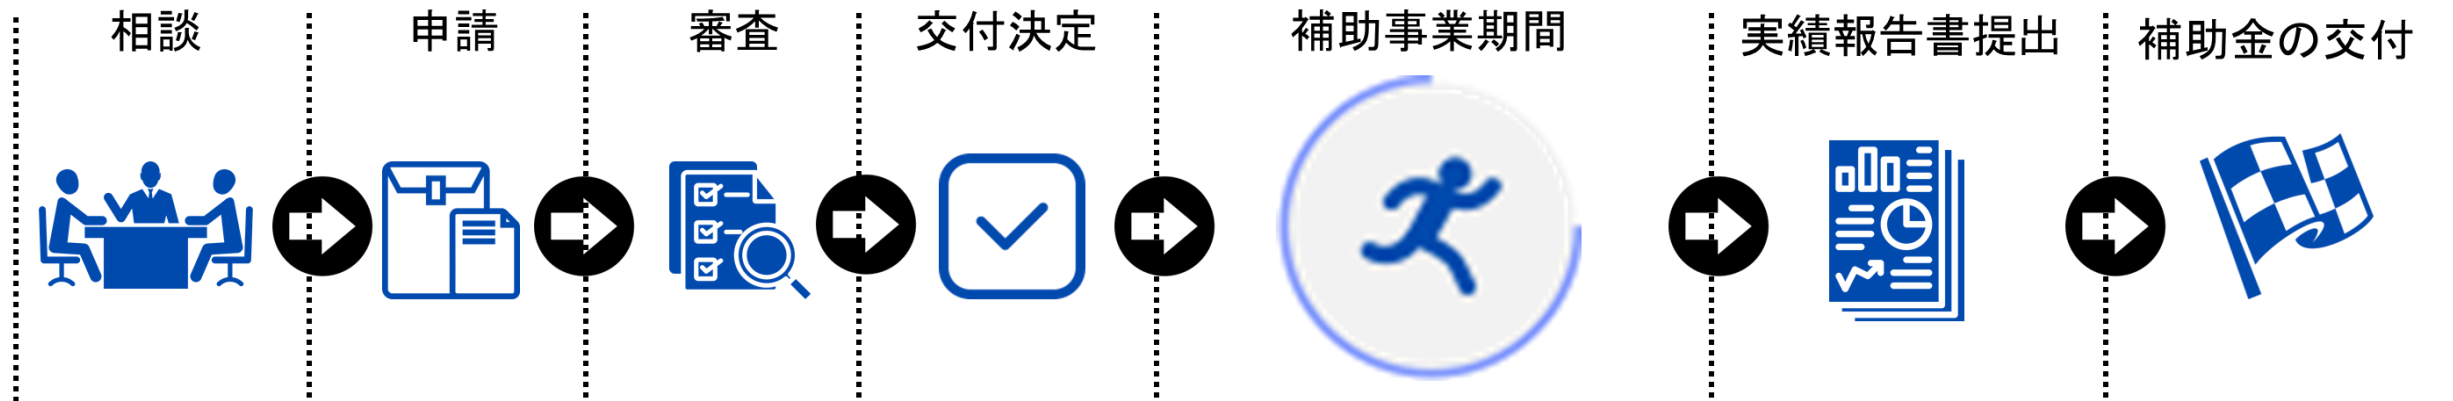 相談
申請
審査
交付決定
補助事業期間
実績報告書提出
補助金の交付